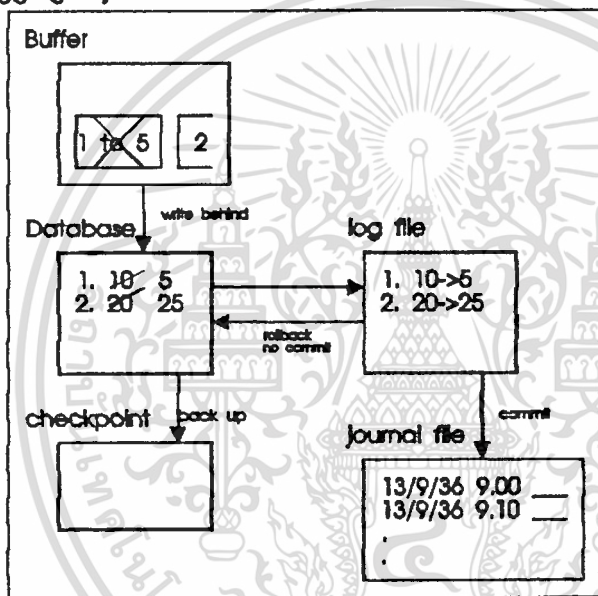 Buffer
1 to 5 2
write behind
Database
log file
1. 10 5
2. 20 25
1. 10->5
2. 20->25
rollback
no commit
checkpoint
back up
commit
journal file
13/9/36 9.00
13/9/36 9.10
.
.